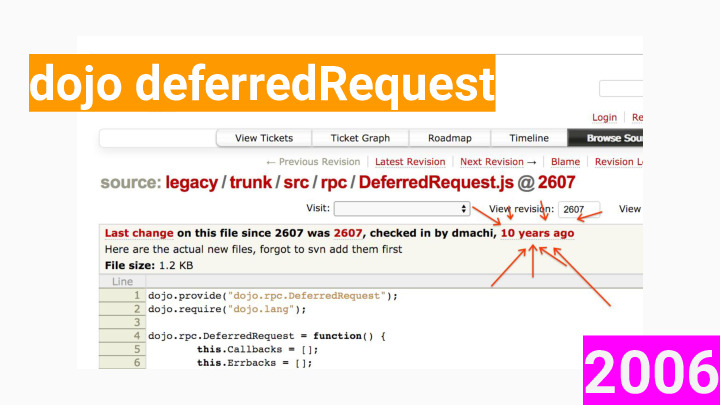 dojo deferredRequest
Login Re
View Tickets Ticket Graph Roadmap Timeline Browse Sou
← Previous Revision Latest Revision Next Revision → Blame Revision L
source: legacy / trunk / src / rpc / DeferredRequest.js @ 2607
Visit: View revision: 2607 View
Last change on this file since 2607 was 2607, checked in by dmachi, 10 years ago
Here are the actual new files, forgot to svn add them first
File size: 1.2 KB
Line
1 dojo.provide("dojo.rpc.DeferredRequest");
2 dojo.require("dojo.lang");
3
4 dojo.rpc.DeferredRequest = function() {
5 this.Callbacks = [];
6 this.Errbacks = [];
2006